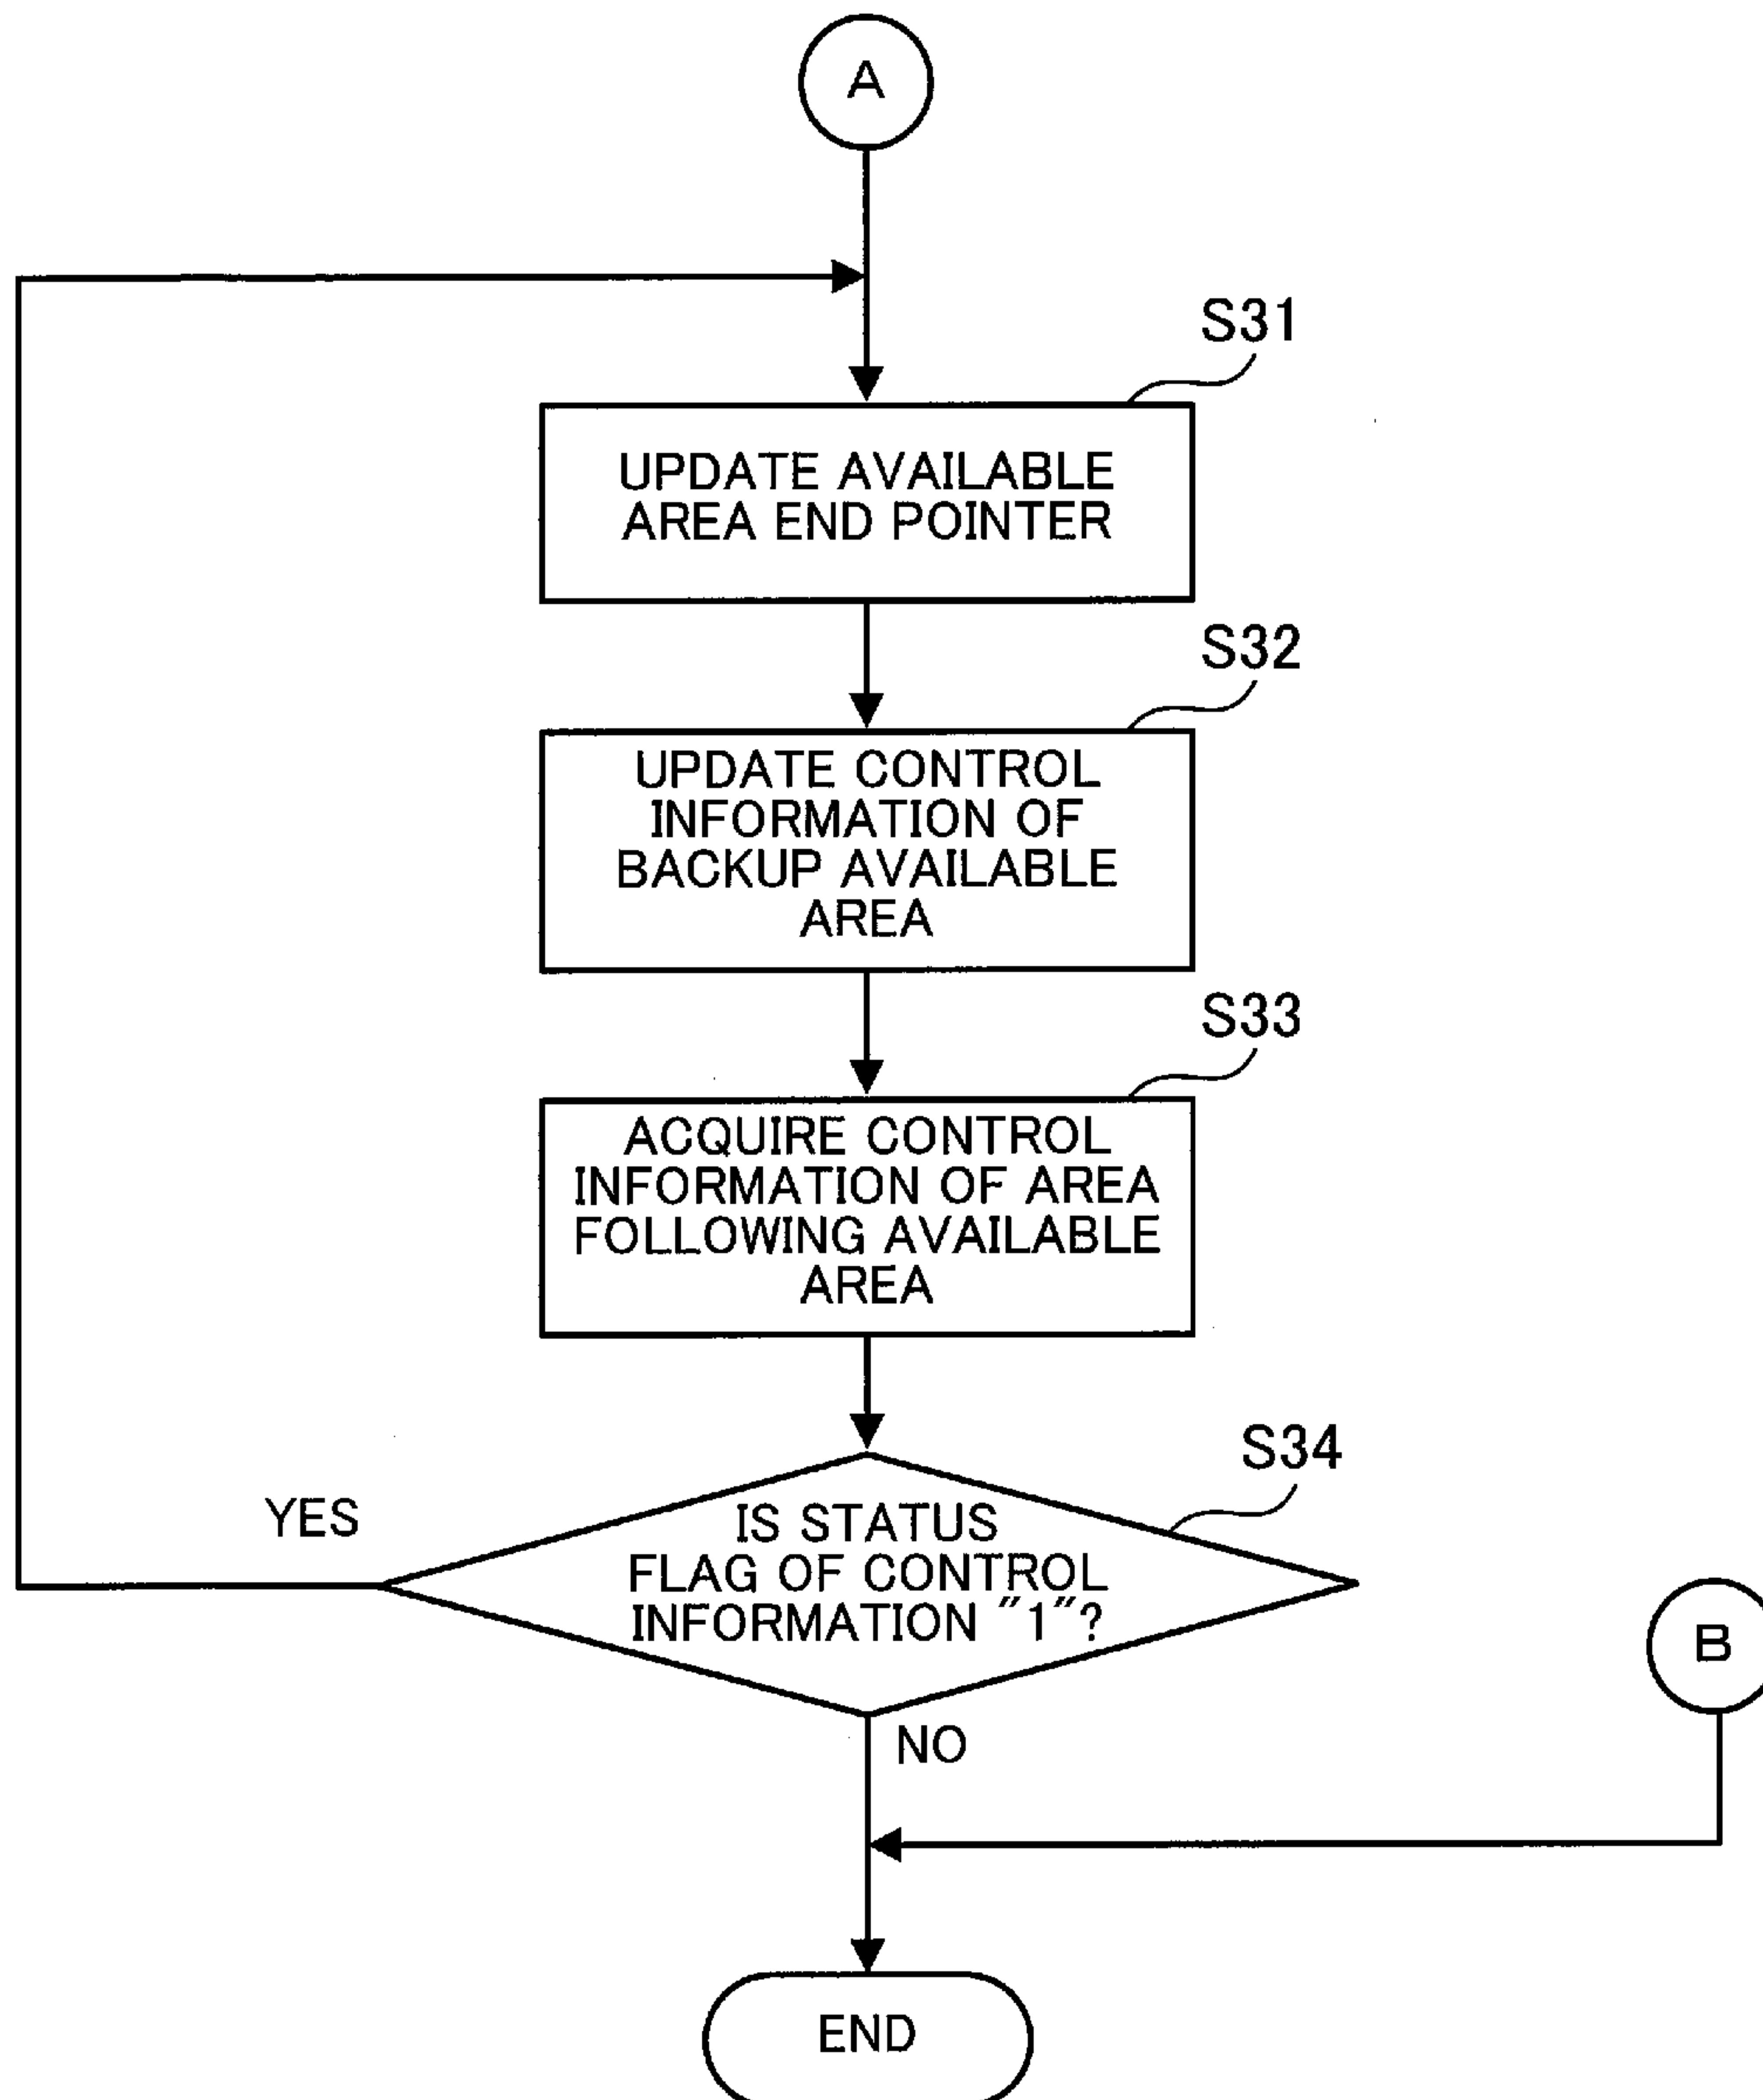 A
S31
UPDATE AVAILABLE
AREA END POINTER
S32
UPDATE CONTROL
INFORMATION OF
BACKUP AVAILABLE
AREA
S33
ACQUIRE CONTROL
INFORMATION OF AREA
FOLLOWING AVAILABLE
AREA
S34
YES
IS STATUS
FLAG OF CONTROL
INFORMATION "1"?
B
NO
END